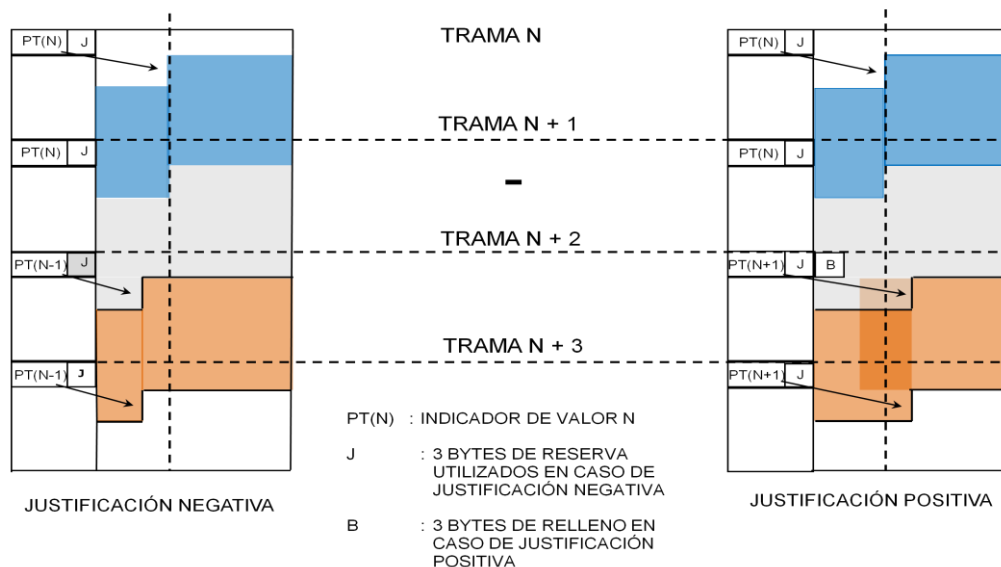 PT(N) J
TRAMA N
PT(N) J
TRAMA N + 1
PT(N) J
PT(N) J
-
TRAMA N + 2
PT(N-1) J
PT(N+1) J B
TRAMA N + 3
PT(N-1) J
PT(N+1) J
PT(N) : INDICADOR DE VALOR N
J : 3 BYTES DE RESERVA
UTILIZADOS EN CASO DE
JUSTIFICACIÓN NEGATIVA
B : 3 BYTES DE RELLENO EN
CASO DE JUSTIFICACIÓN
POSITIVA
JUSTIFICACIÓN NEGATIVA
JUSTIFICACIÓN POSITIVA